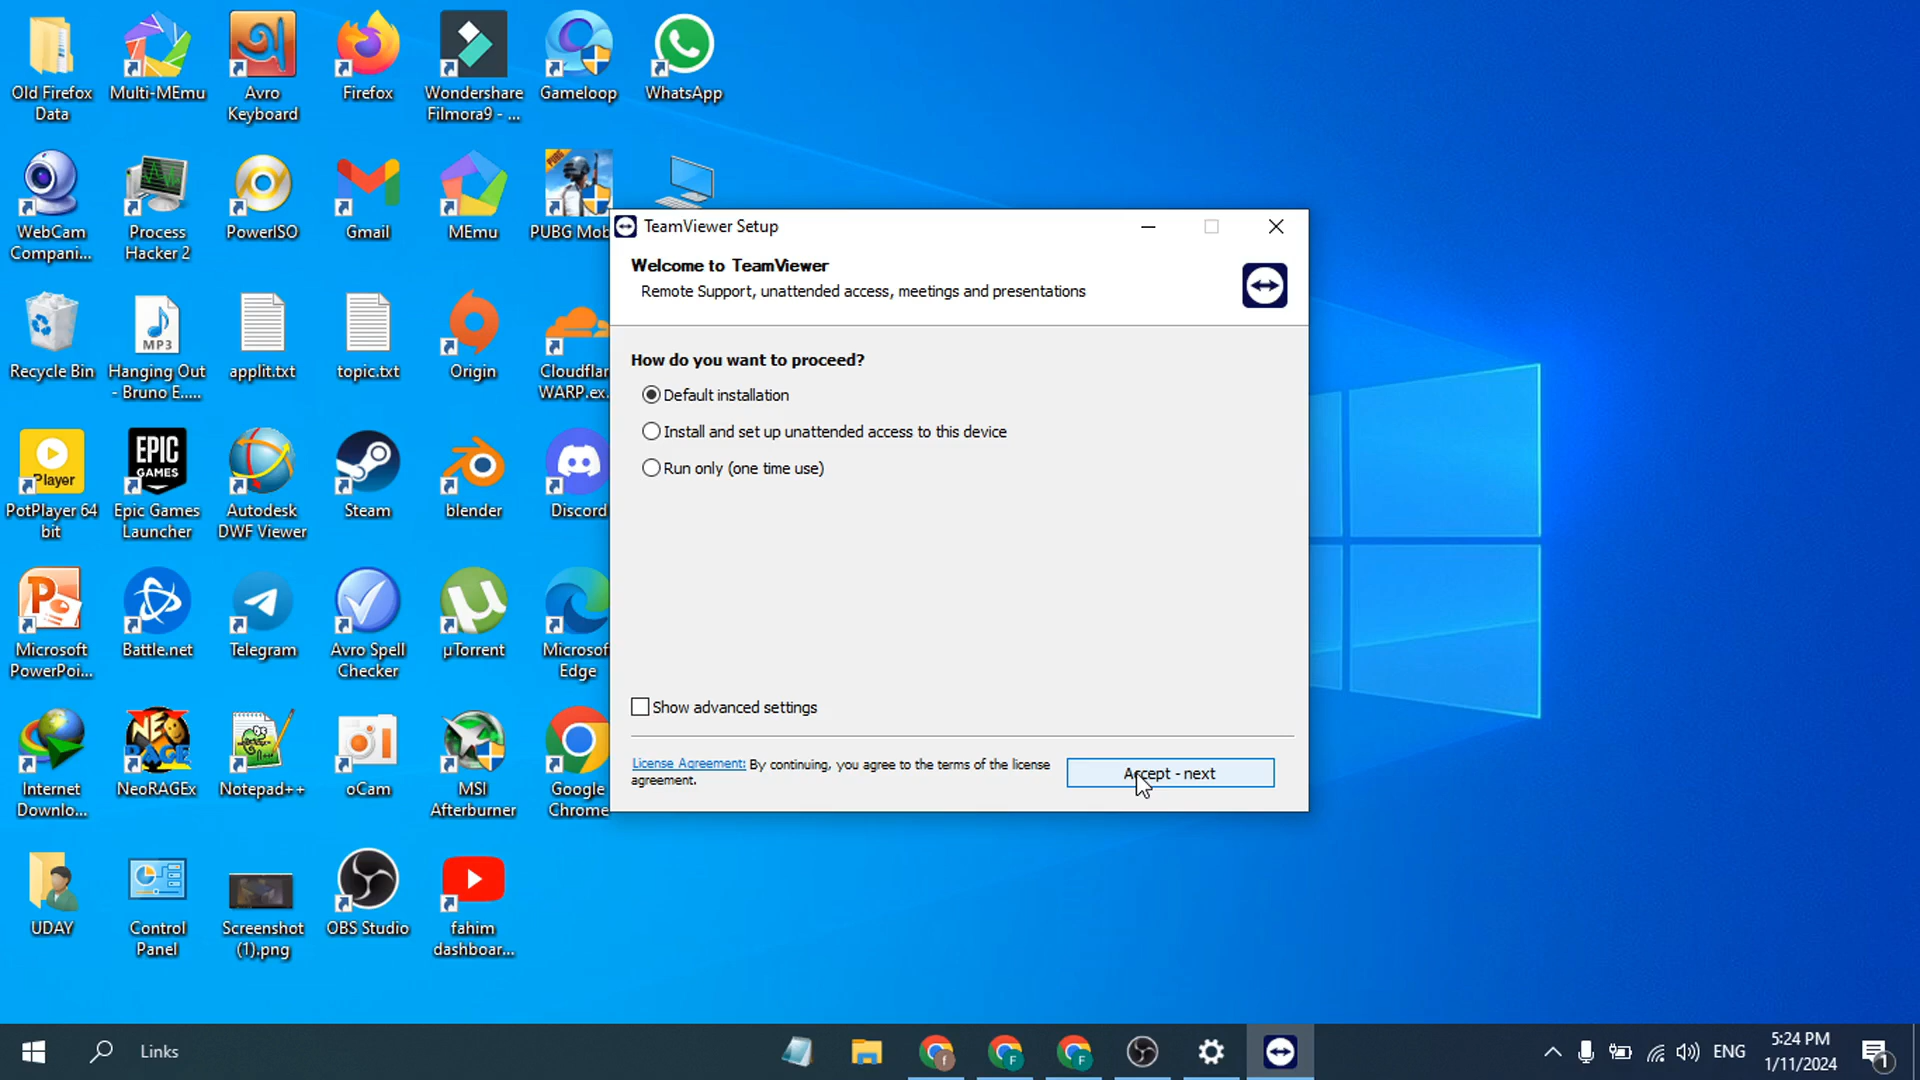 Old Firefox
Data
Multi-MEmu
Avro
Keyboard
Firefox
Wondershare
Filmora9 - ...
Gameloop
WhatsApp
WebCam
Compani...
Process
Hacker 2
PowerISO
Gmail
MEmu
PUBG Mob
Recycle Bin
MP3
Hanging Out
- Bruno E.....
applit.txt
topic.txt
Origin
Cloudflar
WARP.ex.
Player
PotPlayer 64
bit
EPIC
GAMES
Epic Games
Launcher
Autodesk
DWF Viewer
Steam
blender
Discord
Microsoft
PowerPoi...
Battle.net
Telegram
Avro Spell
Checker
µTorrent
Microsof
Edge
Internet
Downlo...
NeoRAGEx
Notepad++
oCam
MSI
Afterburner
Google
Chrome
UDAY
Control
Panel
Screenshot
(1).png
OBS Studio
fahim
dashboar...
TeamViewer Setup
Welcome to TeamViewer
Remote Support, unattended access, meetings and presentations
How do you want to proceed?
Default installation
Install and set up unattended access to this device
Run only (one time use)
Show advanced settings
License Agreement: By continuing, you agree to the terms of the license
agreement.
Accept - next
Links
ENG
5:24 PM
1/11/2024
1